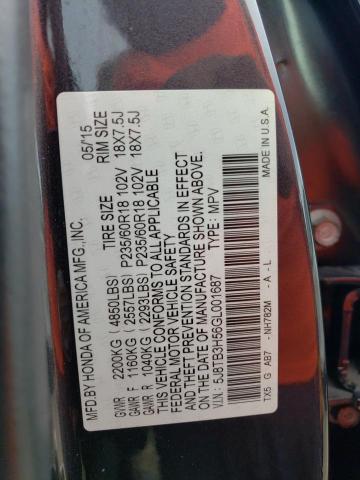 MFD.BY HONDA OF AMERICA MFG.,INC. 05/'15
TIRE SIZE RIM SIZE
GVWR 2200KG (4850LBS)
GAWR F 1160KG (2557LBS) P235/60R18 102V 18X7.5J
GAWR R 1040KG (2293LBS) P235/60R18 102V 18X7.5J
THIS VEHICLE CONFORMS TO ALL APPLICABLE
FEDERAL MOTOR VEHICLE SAFETY
AND THEFT PREVENTION STANDARDS IN EFFECT
ON THE DATE OF MANUFACTURE SHOWN ABOVE.
V.I.N.: 5J8TB3H56GL001687 TYPE: MPV
TX5 G A87 - NH782M - A - L U.S.A.